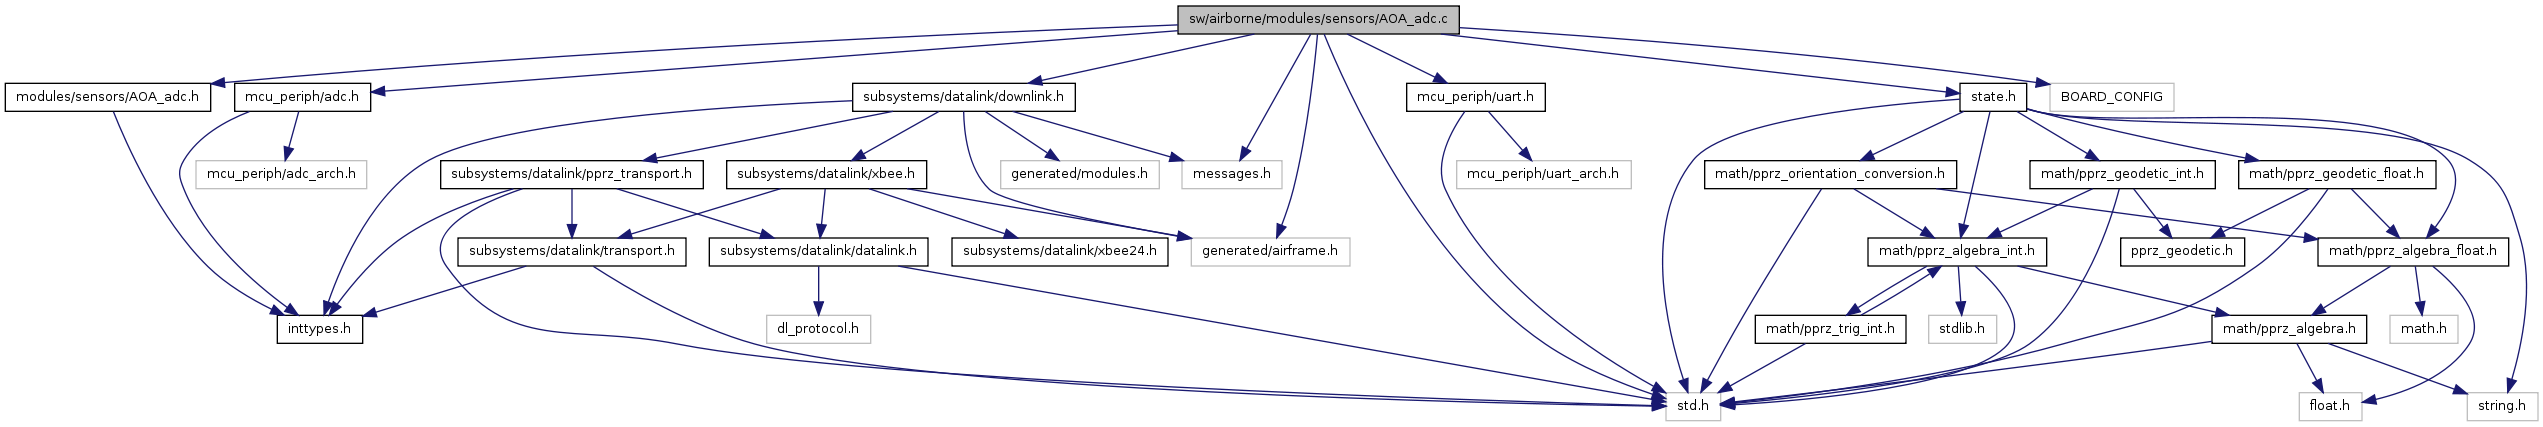 sw/airborne/modules/sensors/AOA_adc.c
modules/sensors/AOA_adc.h
mcu_periph/adc.h
subsystems/datalink/downlink.h
mcu_periph/uart.h
state.h
BOARD_CONFIG
mcu_periph/adc_arch.h
subsystems/datalink/pprz_transport.h
subsystems/datalink/xbee.h
generated/modules.h
messages.h
mcu_periph/uart_arch.h
math/pprz_orientation_conversion.h
math/pprz_geodetic_int.h
math/pprz_geodetic_float.h
subsystems/datalink/transport.h
subsystems/datalink/datalink.h
subsystems/datalink/xbee24.h
generated/airframe.h
math/pprz_algebra_int.h
pprz_geodetic.h
math/pprz_algebra_float.h
inttypes.h
dl_protocol.h
math/pprz_trig_int.h
stdlib.h
math/pprz_algebra.h
math.h
std.h
float.h
string.h